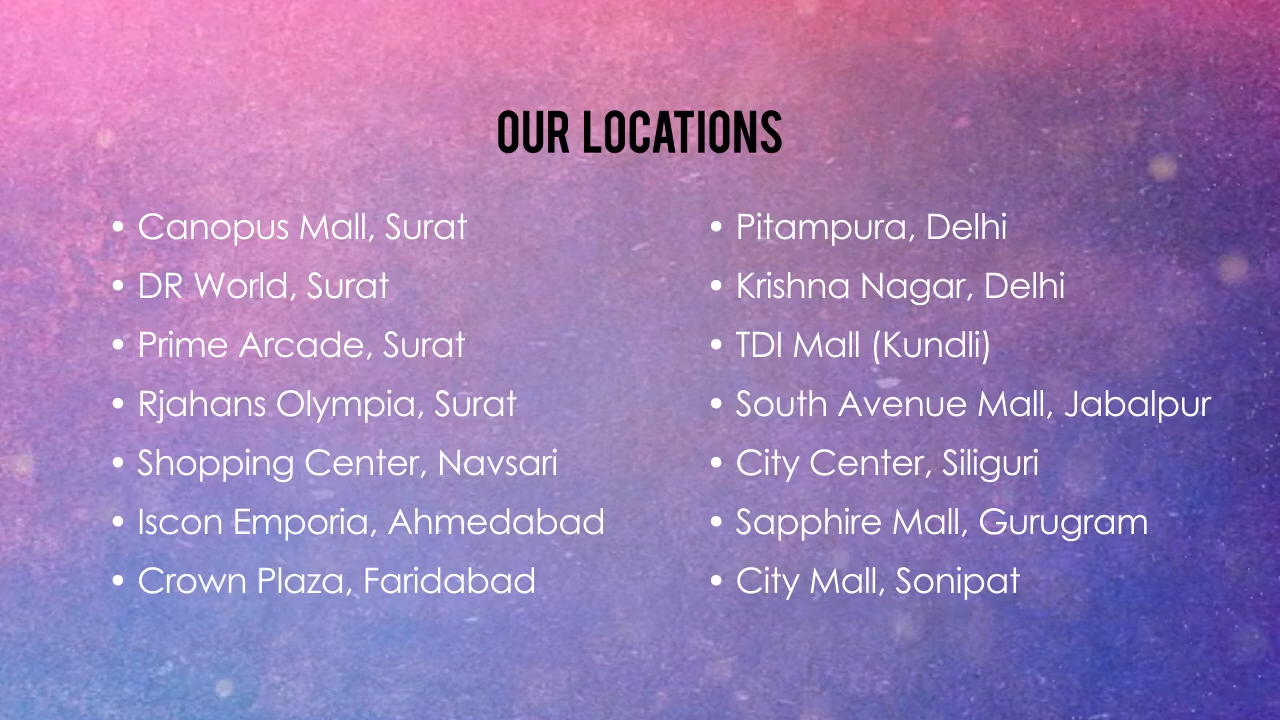 OUR LOCATIONS
• Canopus Mall, Surat
• DR World, Surat
• Prime Arcade, Surat
• Rjahans Olympia, Surat
• Shopping Center, Navsari
• Iscon Emporia, Ahmedabad
• Crown Plaza, Faridabad
• Pitampura, Delhi
• Krishna Nagar, Delhi
• TDI Mall (Kundli)
• South Avenue Mall, Jabalpur
• City Center, Siliguri
• Sapphire Mall, Gurugram
• City Mall, Sonipat